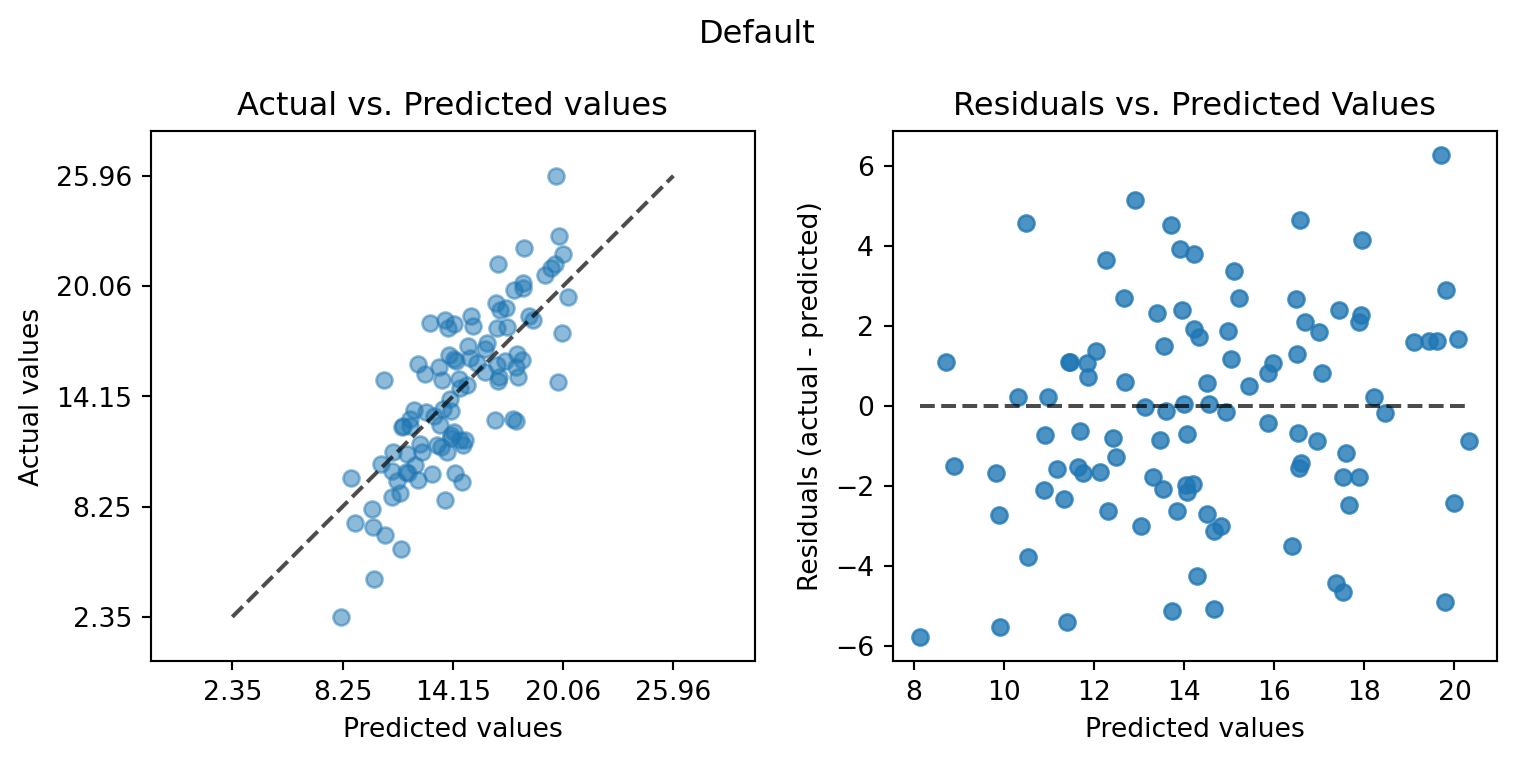 Default
Actual vs. Predicted values
Actual values
25.96
20.06
14.15
8.25
2.35
2.35 8.25 14.15 20.06 25.96
Predicted values
Residuals vs. Predicted Values
Residuals (actual - predicted)
6
4
2
0
−2
−4
−6
8 10 12 14 16 18 20
Predicted values